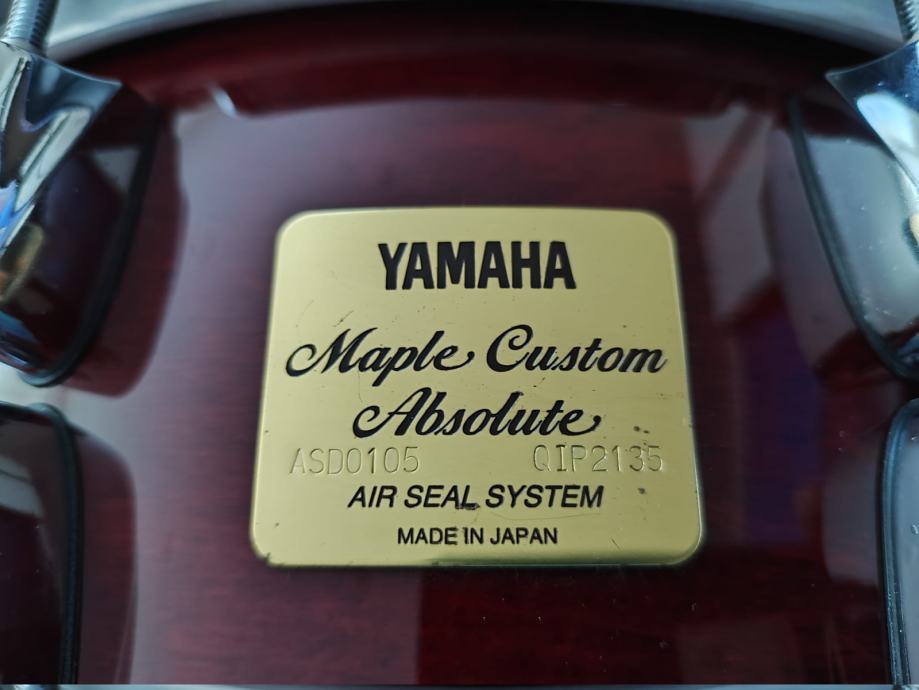 YAMAHA
Maple Custom
Absolute
ASD0105 QIP2135
AIR SEAL SYSTEM
MADE IN JAPAN